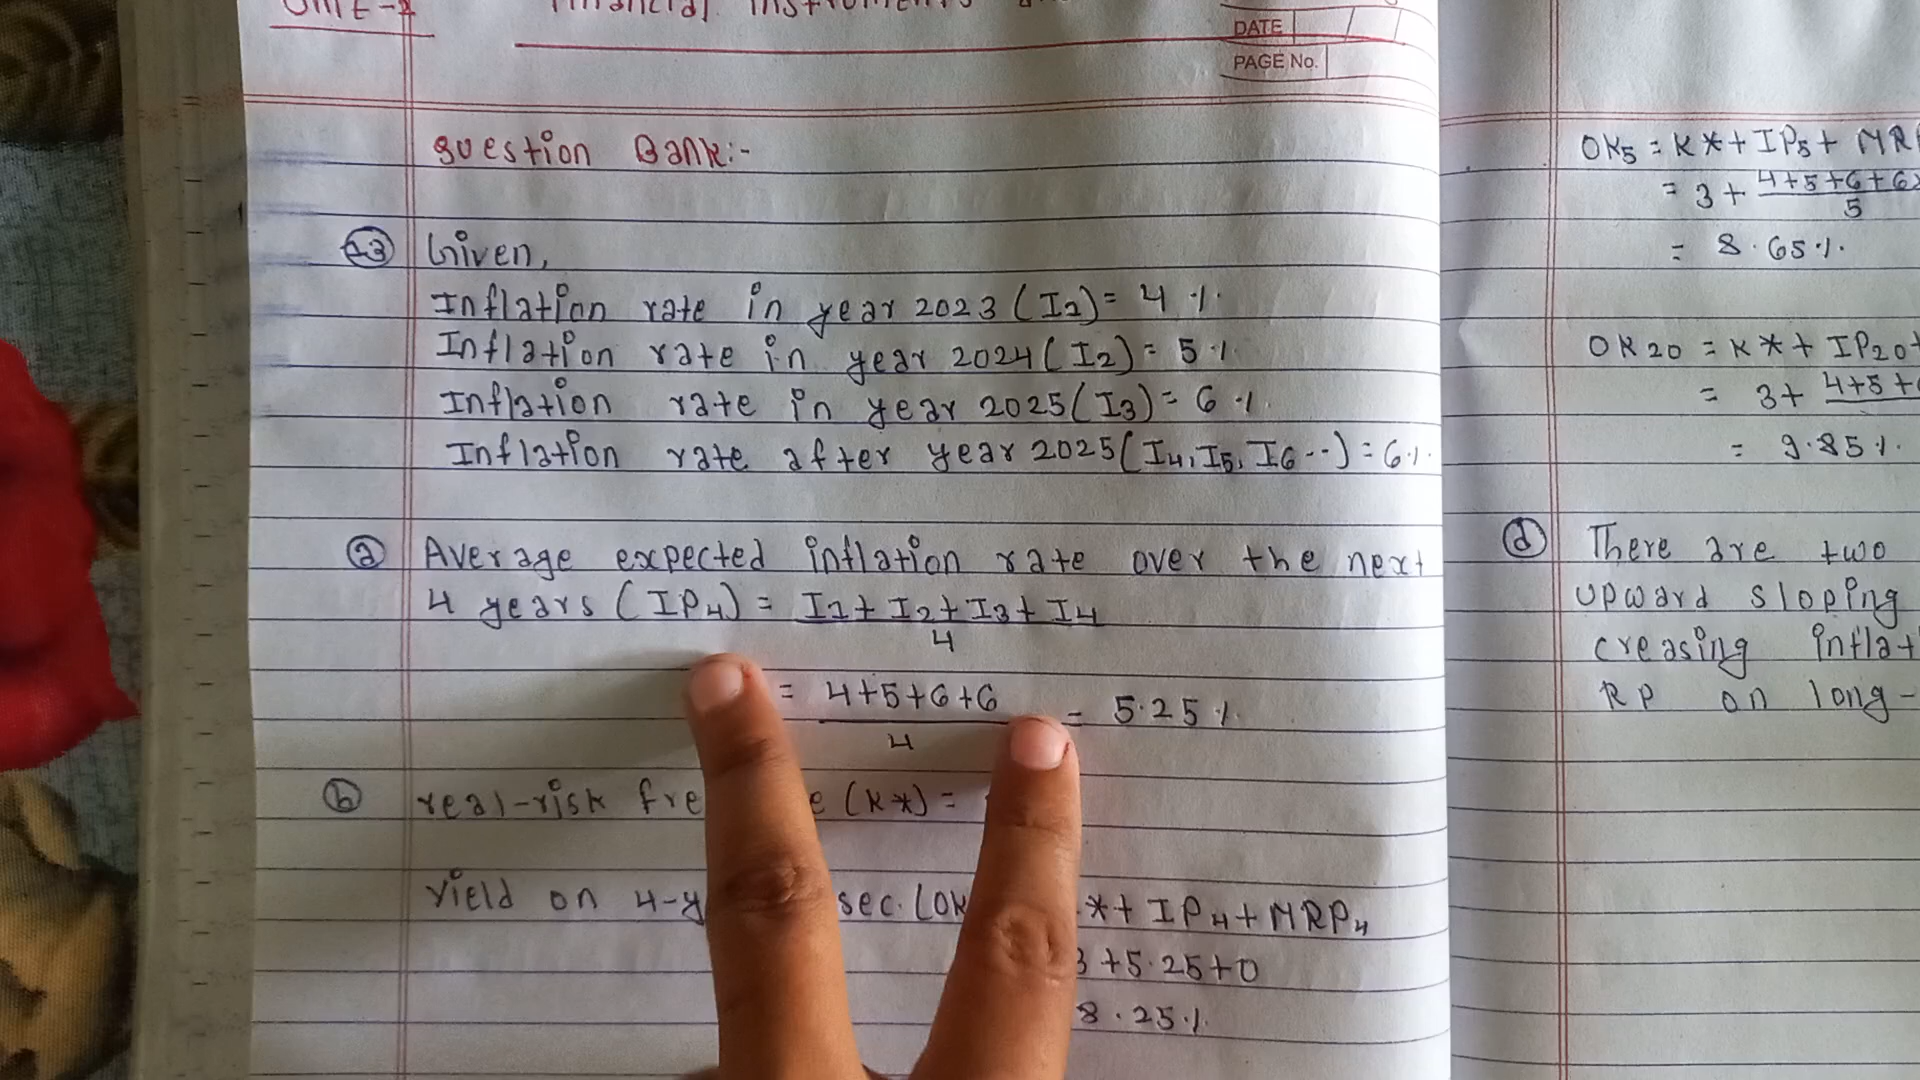 DATE
PAGE No.
Question Bank:-
13 Given,
Inflation rate in year 2023 (I1) = 4 %
Inflation rate in year 2024 (I2) = 5 %
Inflation rate in year 2025 (I3) = 6 %
Inflation rate after year 2025 (I4, I5, I6 --) = 6%
a Average expected inflation rate over the next
4 years (IP4) = I1 + I2 + I3 + I4
4
= 4+5+6+6 = 5.25 %
4
b real-risk (K*) =
Yield on sec. *+ IP4 + MRP4
3 + 5.25 + 0
8.25 %
OK5 = K* + IP5 +
= 3 + 4+5+6+6
5
= 8.65 %
OK20 = K* + IP20 +
= 3 + 4+5+
= 9.85 %
d There are two
upward sloping
creasing
RP on long-